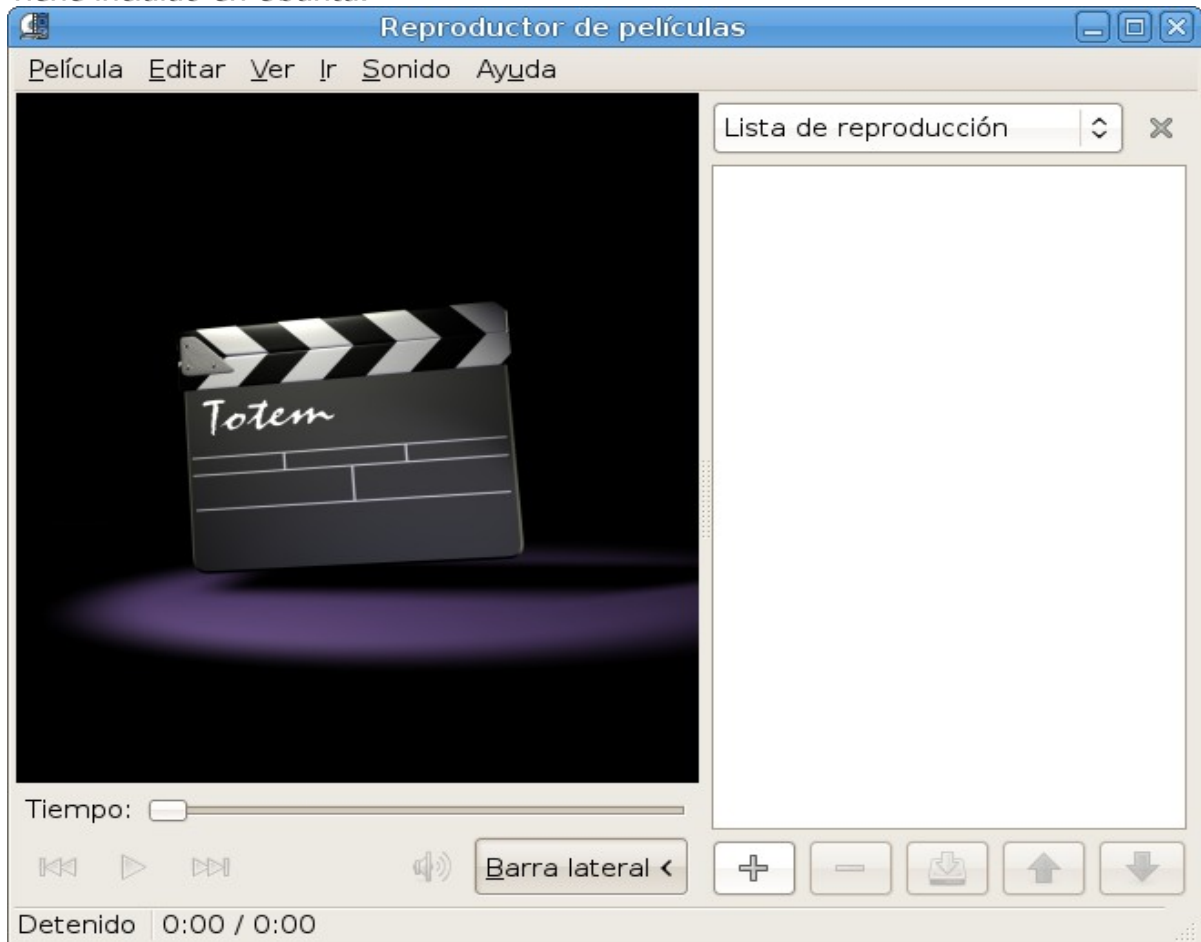 Reproductor de películas
Película Editar Ver Ir Sonido Ayuda
Lista de reproducción
Totem
Tiempo:
Barra lateral <
Detenido 0:00 / 0:00